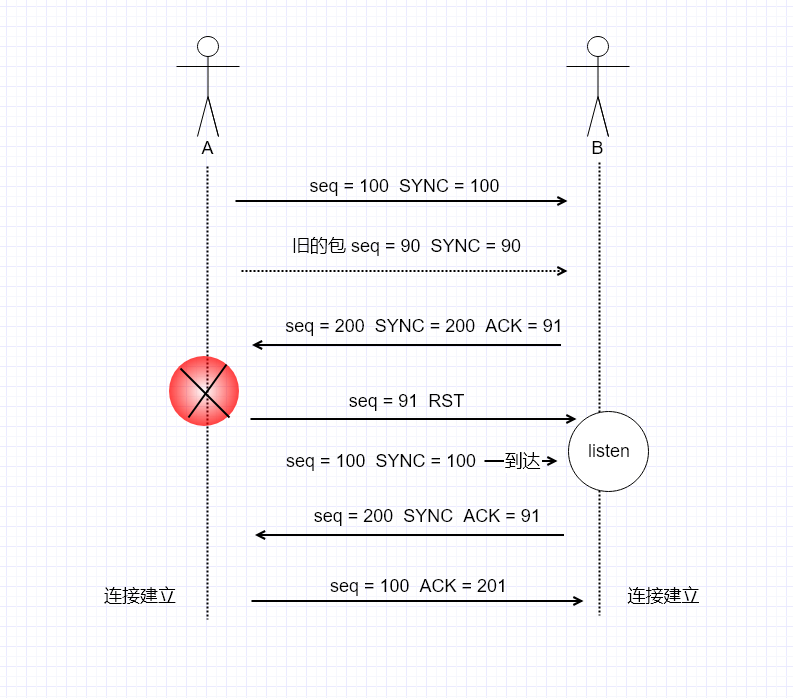 A
B
seq = 100 SYNC = 100
旧的包 seq = 90 SYNC = 90
seq = 200 SYNC = 200 ACK = 91
seq = 91 RST
listen
seq = 100 SYNC = 100 到达
seq = 200 SYNC ACK = 91
seq = 100 ACK = 201
连接建立
连接建立